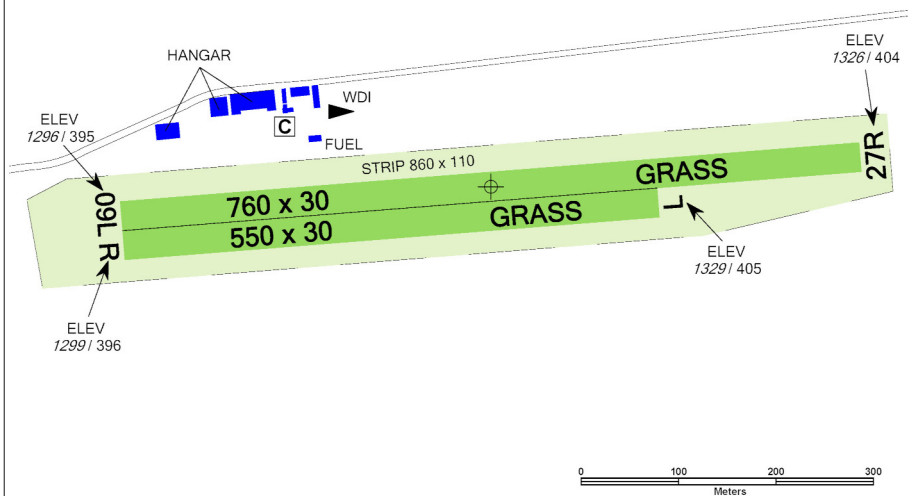 ELEV
1326 / 404
HANGAR
WDI
ELEV
1296 / 395
C
FUEL
STRIP 860 x 110
27R
GRASS
760 x 30
09L
GRASS
L
550 x 30
R
ELEV
1329 / 405
ELEV
1299 / 396
0 100 200 300
Meters